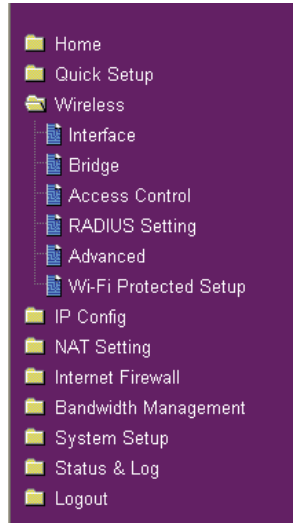 Home
Quick Setup
Wireless
Interface
Bridge
Access Control
RADIUS Setting
Advanced
Wi-Fi Protected Setup
IP Config
NAT Setting
Internet Firewall
Bandwidth Management
System Setup
Status & Log
Logout